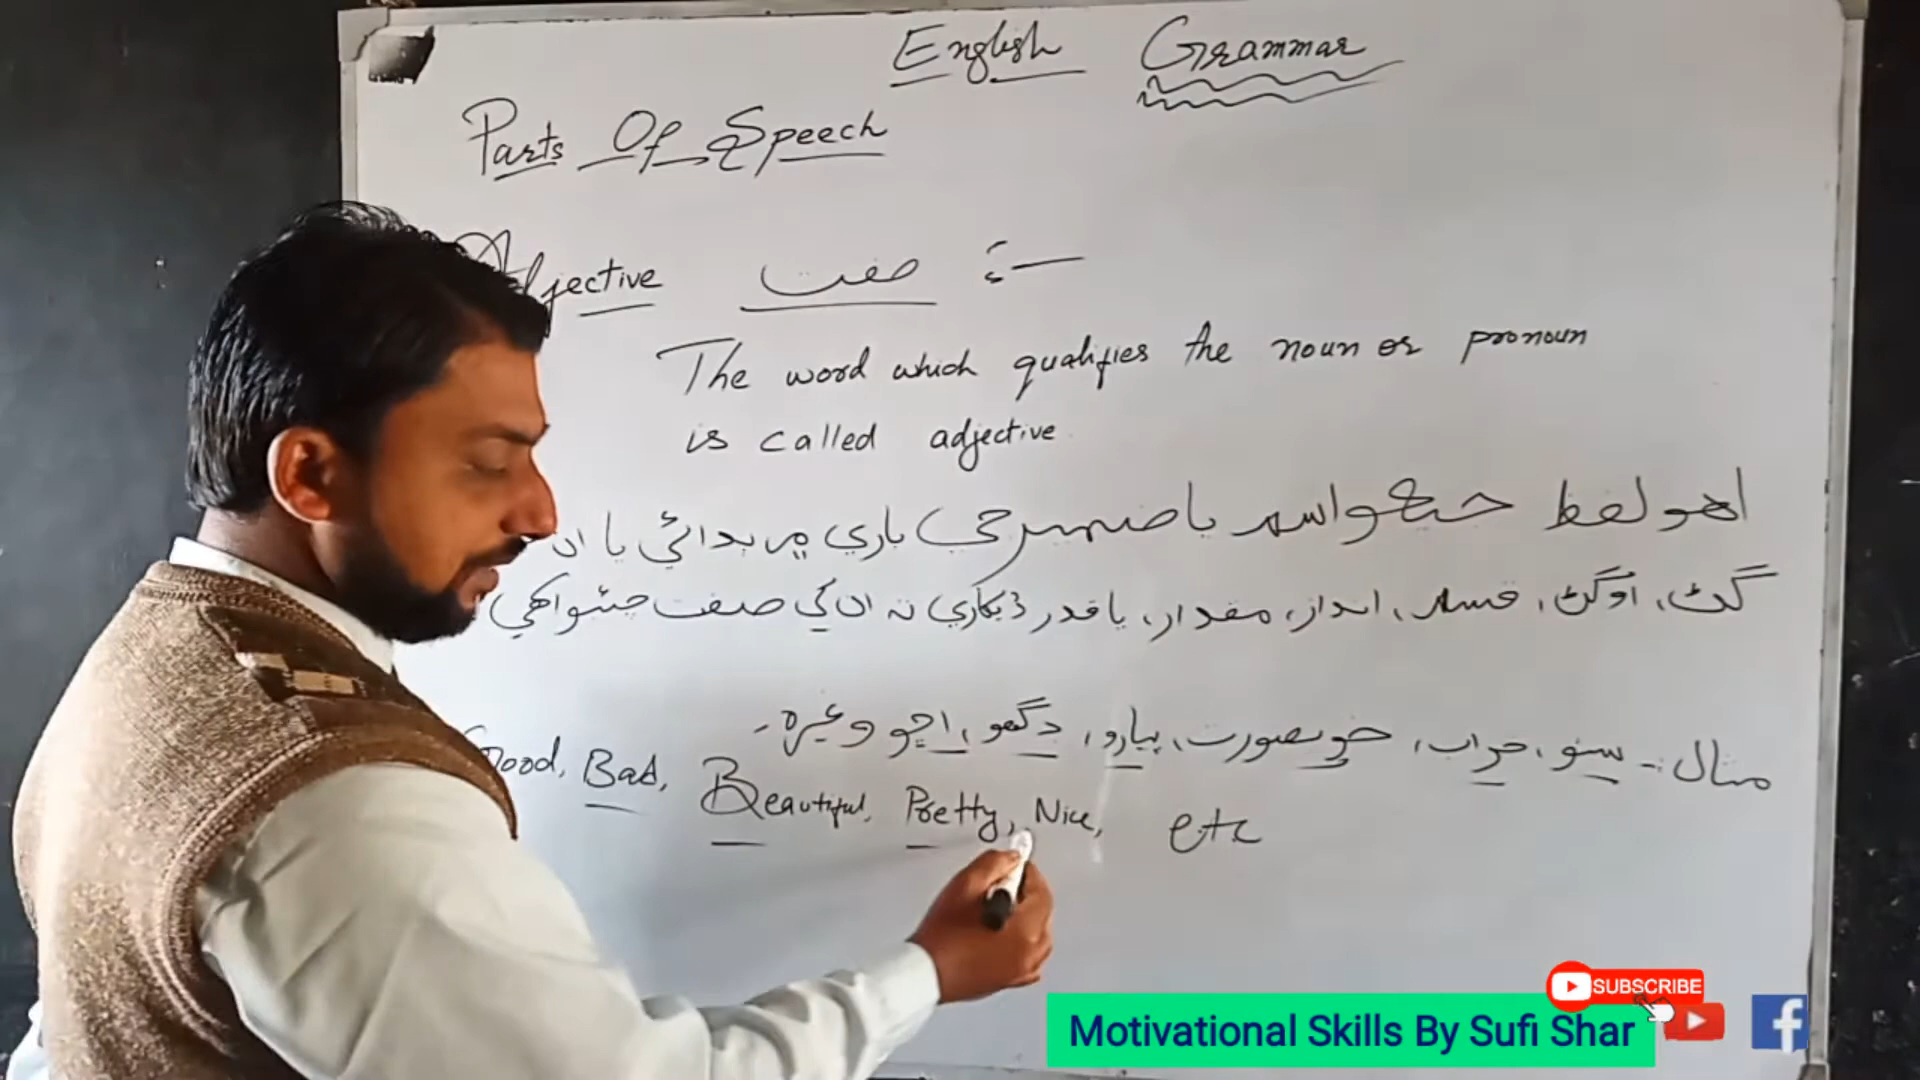 English Grammar
Parts Of Speech
Adjective صفت :—
The word which qualifies the noun or pronoun
is called adjective.
اهو لفظ جيڪو اسم يا ضمير جي باري ۾ ٻڌائي يا ان
گڻ، اوگڻ، قسم، انداز، مقدار، يا قدر ڏيکاري ته ان کي صفت چئبو آهي
مثال :- سٺو، خراب، خوبصورت، پيارو، ڊگھو، اڇو وغيره۔
Good, Bad, Beautiful, Pretty, Nice, etc
SUBSCRIBE
Motivational Skills By Sufi Shar